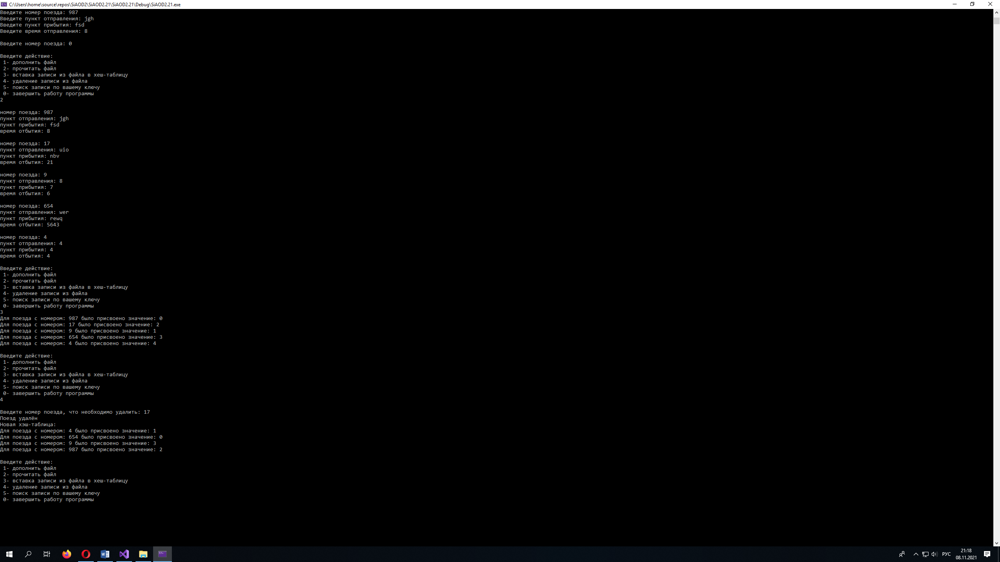 C:\Users\home\source\repos\SiAOD2\SiAOD2.21\SiAOD2.21\Debug\SiAOD2.21.exe
Введите номер поезда: 987
Введите пункт отправления: jgh
Введите пункт прибытия: fsd
Введите время отправления: 8
Введите номер поезда: 0
Введите действие:
1- дополнить файл
2- прочитать файл
3- вставка записи из файла в хеш-таблицу
4- удаление записи из файла
5- поиск записи по вашему ключу
0- завершить работу программы
2
номер поезда: 987
пункт отправления: jgh
пункт прибытия: fsd
время отбытия: 8
номер поезда: 17
пункт отправления: uio
пункт прибытия: nbv
время отбытия: 21
номер поезда: 9
пункт отправления: 8
пункт прибытия: 7
время отбытия: 6
номер поезда: 654
пункт отправления: wer
пункт прибытия: rewq
время отбытия: 5643
номер поезда: 4
пункт отправления: 4
пункт прибытия: 4
время отбытия: 4
Введите действие:
1- дополнить файл
2- прочитать файл
3- вставка записи из файла в хеш-таблицу
4- удаление записи из файла
5- поиск записи по вашему ключу
0- завершить работу программы
3
Для поезда с номером: 987 было присвоено значение: 0
Для поезда с номером: 17 было присвоено значение: 2
Для поезда с номером: 9 было присвоено значение: 1
Для поезда с номером: 654 было присвоено значение: 3
Для поезда с номером: 4 было присвоено значение: 4
Введите действие:
1- дополнить файл
2- прочитать файл
3- вставка записи из файла в хеш-таблицу
4- удаление записи из файла
5- поиск записи по вашему ключу
0- завершить работу программы
4
Введите номер поезда, что необходимо удалить: 17
Поезд удалён
Новая хэш-таблица:
Для поезда с номером: 4 было присвоено значение: 1
Для поезда с номером: 654 было присвоено значение: 0
Для поезда с номером: 9 было присвоено значение: 3
Для поезда с номером: 987 было присвоено значение: 2
Введите действие:
1- дополнить файл
2- прочитать файл
3- вставка записи из файла в хеш-таблицу
4- удаление записи из файла
5- поиск записи по вашему ключу
0- завершить работу программы
РУС
21:18
08.11.2021